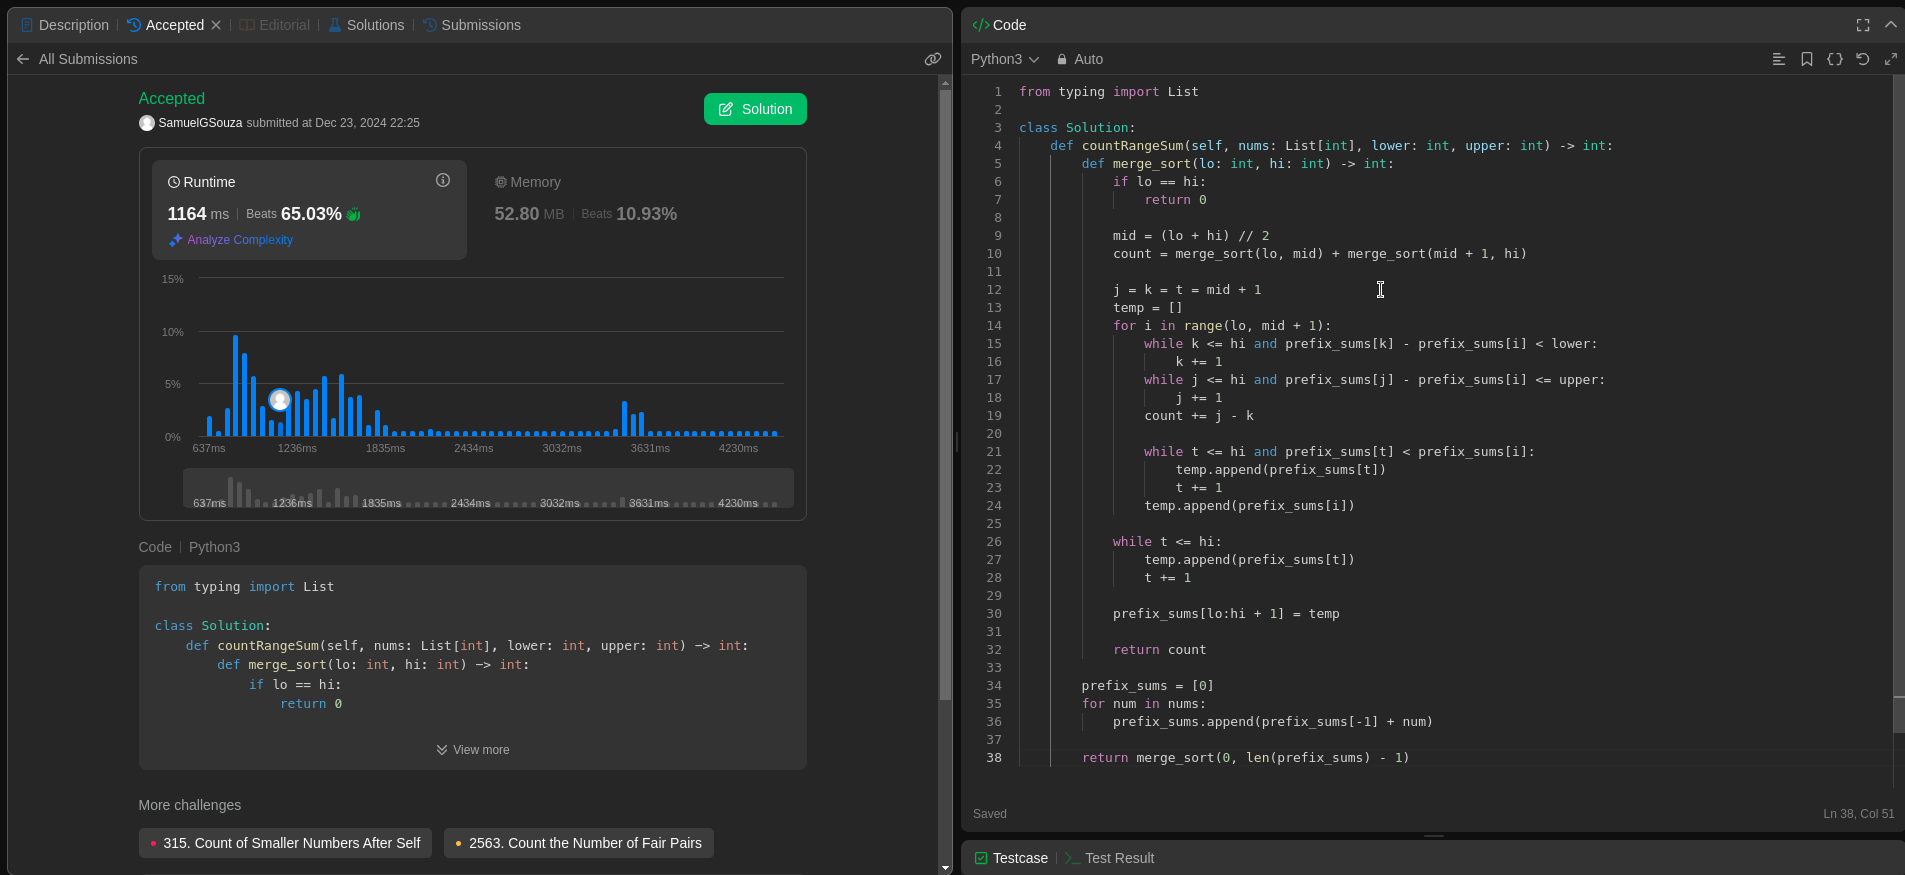 Description
Accepted
Editorial
Solutions
Submissions
All Submissions
Accepted
SamuelGSouza submitted at Dec 23, 2024 22:25
Solution
Runtime
1164 ms Beats 65.03%
Analyze Complexity
Memory
52.80 MB Beats 10.93%
15%
10%
5%
0%
637ms 1236ms 1835ms 2434ms 3032ms 3631ms 4230ms
637ms 1236ms 1835ms 2434ms 3032ms 3631ms 4230ms
Code Python3
from typing import List
class Solution:
    def countRangeSum(self, nums: List[int], lower: int, upper: int) -> int:
        def merge_sort(lo: int, hi: int) -> int:
            if lo == hi:
                return 0
View more
More challenges
315. Count of Smaller Numbers After Self
2563. Count the Number of Fair Pairs
</> Code
Python3
Auto
1 from typing import List
2
3 class Solution:
4     def countRangeSum(self, nums: List[int], lower: int, upper: int) -> int:
5         def merge_sort(lo: int, hi: int) -> int:
6             if lo == hi:
7                 return 0
8
9             mid = (lo + hi) // 2
10             count = merge_sort(lo, mid) + merge_sort(mid + 1, hi)
11
12             j = k = t = mid + 1
13             temp = []
14             for i in range(lo, mid + 1):
15                 while k <= hi and prefix_sums[k] - prefix_sums[i] < lower:
16                     k += 1
17                 while j <= hi and prefix_sums[j] - prefix_sums[i] <= upper:
18                     j += 1
19                 count += j - k
20
21                 while t <= hi and prefix_sums[t] < prefix_sums[i]:
22                     temp.append(prefix_sums[t])
23                     t += 1
24                 temp.append(prefix_sums[i])
25
26             while t <= hi:
27                 temp.append(prefix_sums[t])
28                 t += 1
29
30             prefix_sums[lo:hi + 1] = temp
31
32             return count
33
34         prefix_sums = [0]
35         for num in nums:
36             prefix_sums.append(prefix_sums[-1] + num)
37
38         return merge_sort(0, len(prefix_sums) - 1)
Saved
Ln 38, Col 51
Testcase
Test Result